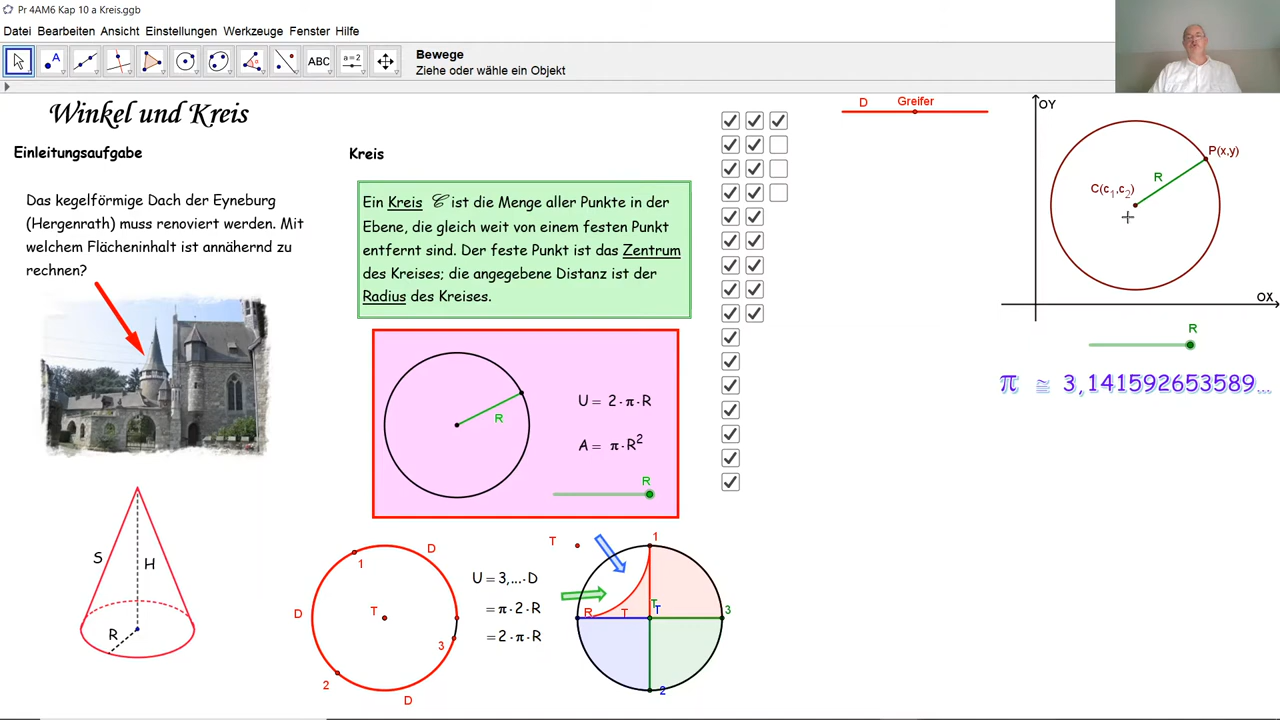 Pr 4AM6 Kap 10 a Kreis.ggb
Datei Bearbeiten Ansicht Einstellungen Werkzeuge Fenster Hilfe
A
ABC
a=2
Bewege
Ziehe oder wähle ein Objekt
Winkel und Kreis
Einleitungsaufgabe
Das kegelförmige Dach der Eyneburg
(Hergenrath) muss renoviert werden. Mit
welchem Flächeninhalt ist annähernd zu
rechnen?
S
H
R
Kreis
Ein Kreis 𝒞 ist die Menge aller Punkte in der
Ebene, die gleich weit von einem festen Punkt
entfernt sind. Der feste Punkt ist das Zentrum
des Kreises; die angegebene Distanz ist der
Radius des Kreises.
R
U = 2·π·R
A = π·R²
R
D
1
D
T
3
2
D
U = 3,...·D
= π·2·R
= 2·π·R
T
1
R
T
T
T
3
2
D
Greifer
OY
P(x,y)
R
C(c₁,c₂)
OX
R
π ≅ 3,141592653589...